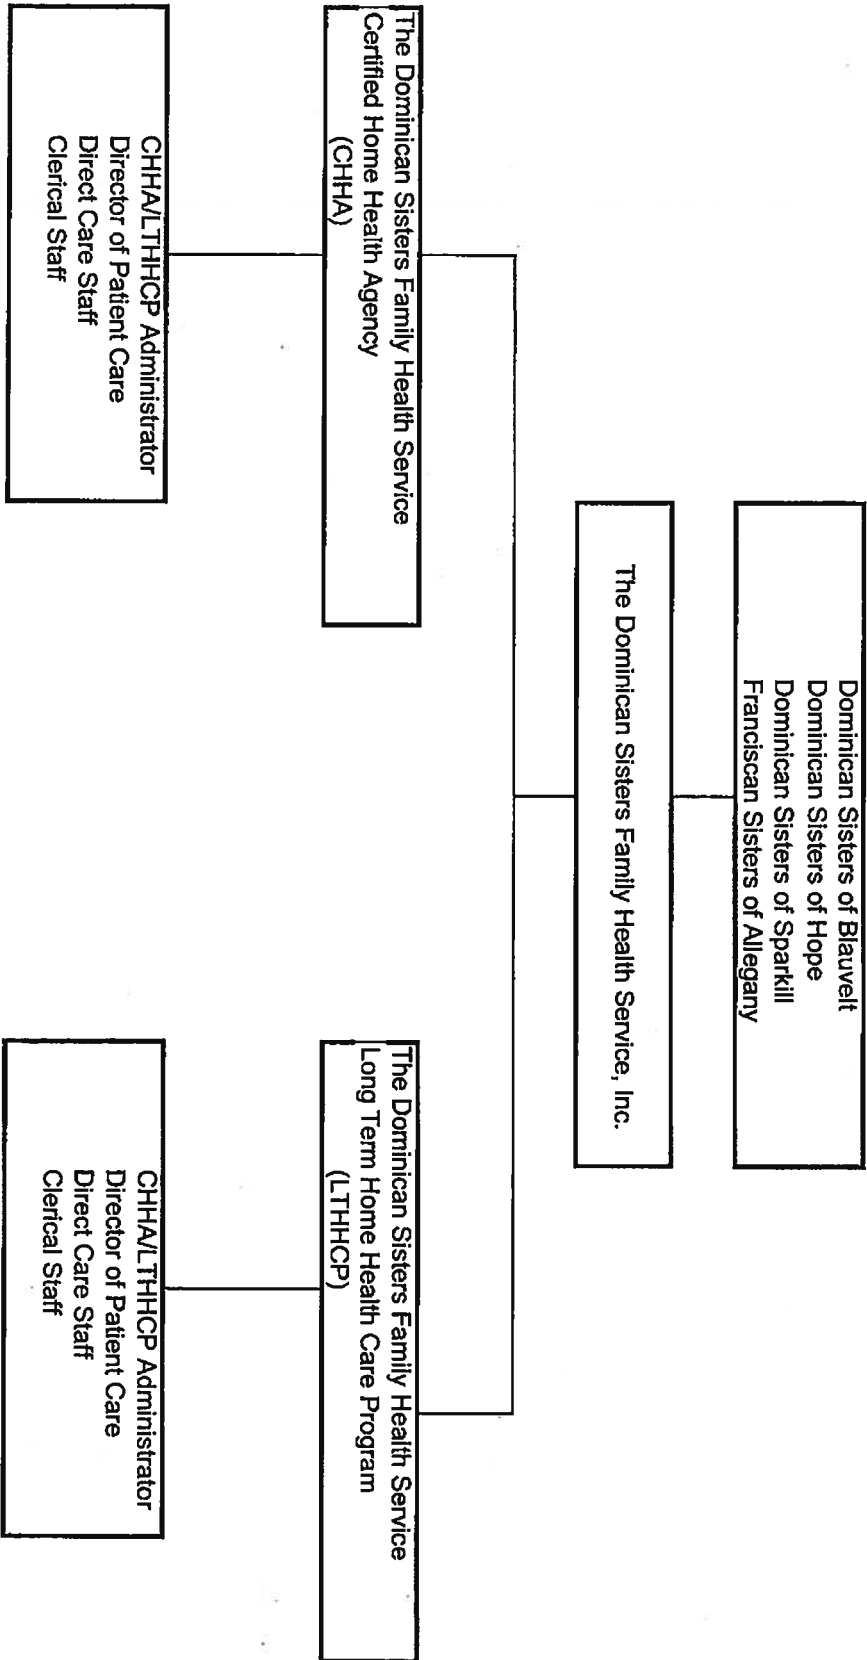 Dominican Sisters of Blauvelt
Dominican Sisters of Hope
Dominican Sisters of Sparkill
Franciscan Sisters of Allegany
The Dominican Sisters Family Health Service, Inc.
The Dominican Sisters Family Health Service
Certified Home Health Agency
(CHHA)
The Dominican Sisters Family Health Service
Long Term Home Health Care Program
(LTHHCP)
CHHA/LTHHCP Administrator
Director of Patient Care
Direct Care Staff
Clerical Staff
CHHA/LTHHCP Administrator
Director of Patient Care
Direct Care Staff
Clerical Staff